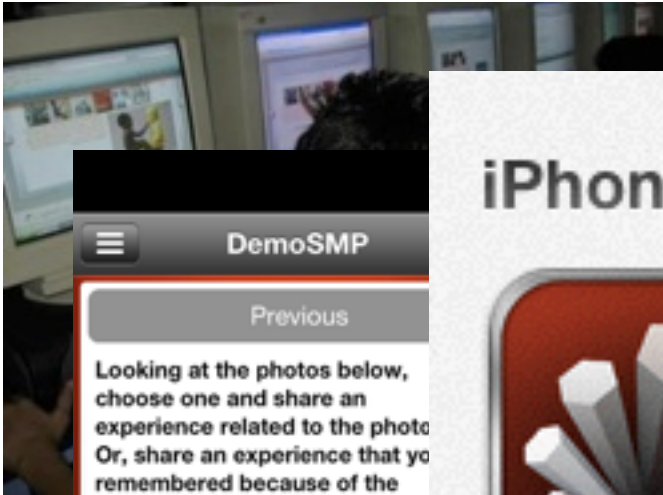 DemoSMP
Previous
Looking at the photos below,
choose one and share an
experience related to the photo
Or, share an experience that yo
remembered because of the
iPhon